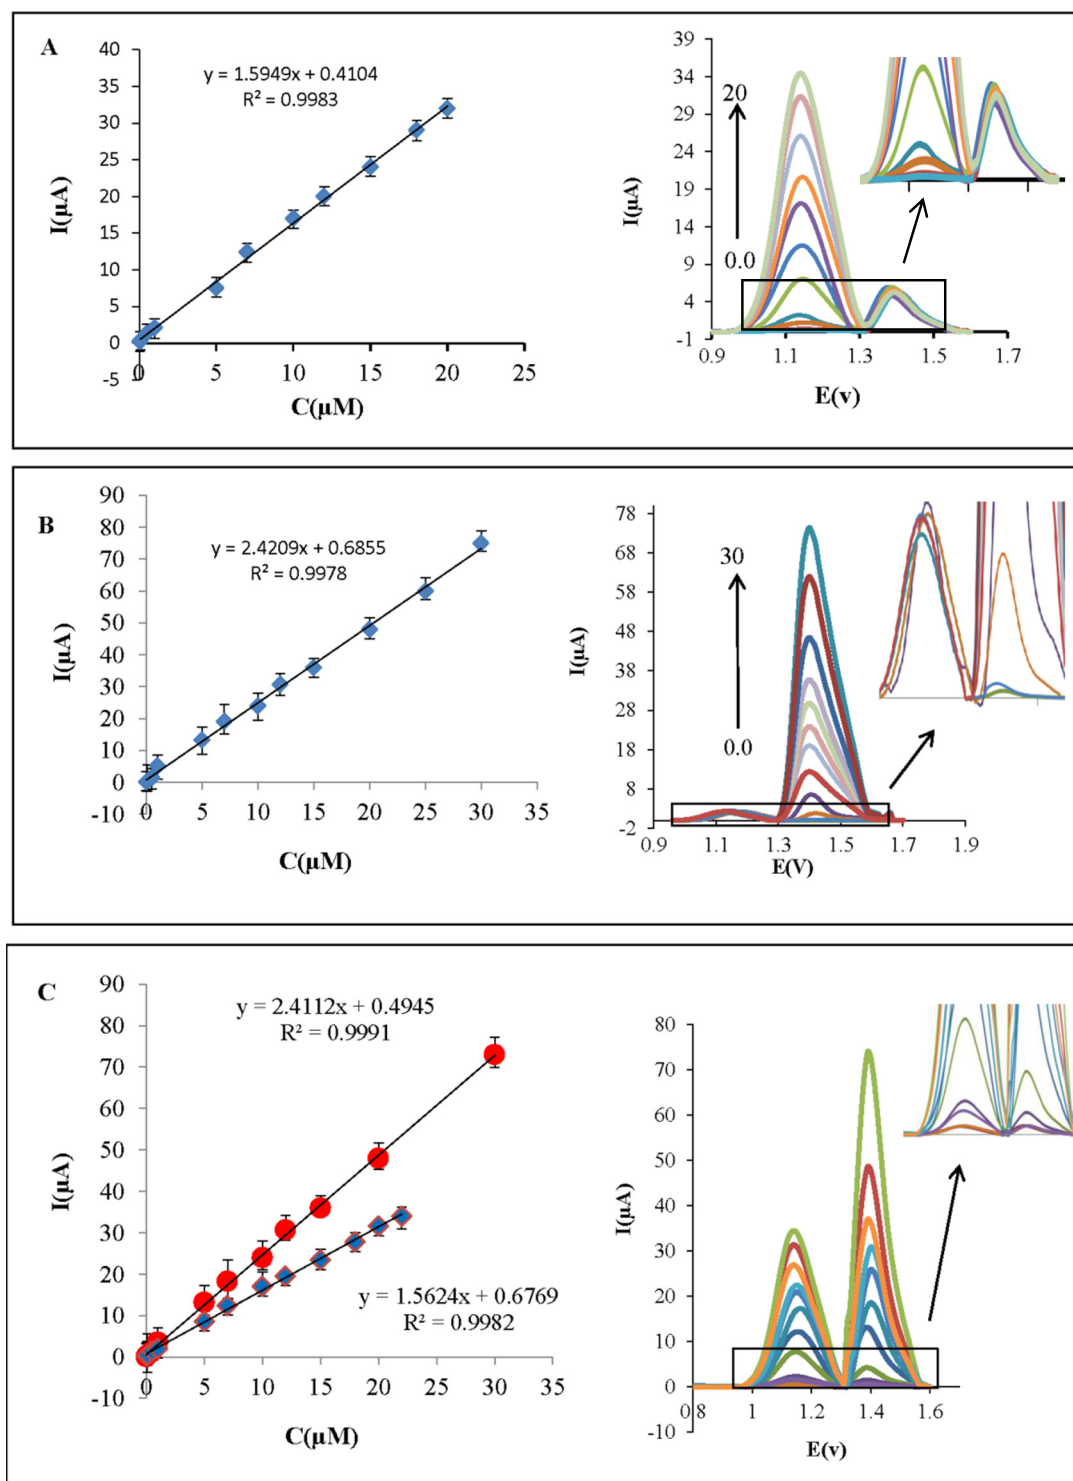 A
y = 1.5949x + 0.4104
R² = 0.9983
40
35
30
25
20
15
10
5
0
-5
0 5 10 15 20 25
I(µA)
C(µM)
39
34
29
24
19
14
9
4
-1
0.9 1.1 1.3 1.5 1.7
I(µA)
E(v)
20
0.0
B
y = 2.4209x + 0.6855
R² = 0.9978
90
80
70
60
50
40
30
20
10
0
-10
0 5 10 15 20 25 30 35
I(µA)
C(µM)
78
68
58
48
38
28
18
8
-2
0.9 1.1 1.3 1.5 1.7 1.9
I(µA)
E(V)
30
0.0
C
y = 2.4112x + 0.4945
R² = 0.9991
y = 1.5624x + 0.6769
R² = 0.9982
90
80
70
60
50
40
30
20
10
0
-10
0 5 10 15 20 25 30 35
I(µA)
C(µM)
80
70
60
50
40
30
20
10
0
-10
0.8 1 1.2 1.4 1.6
I(µA)
E(v)